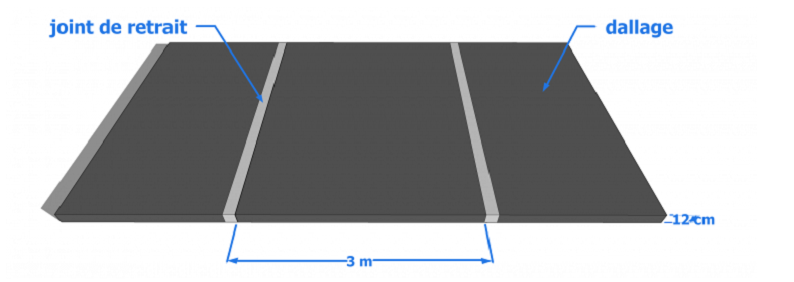 joint de retrait
dallage
12 cm
3 m